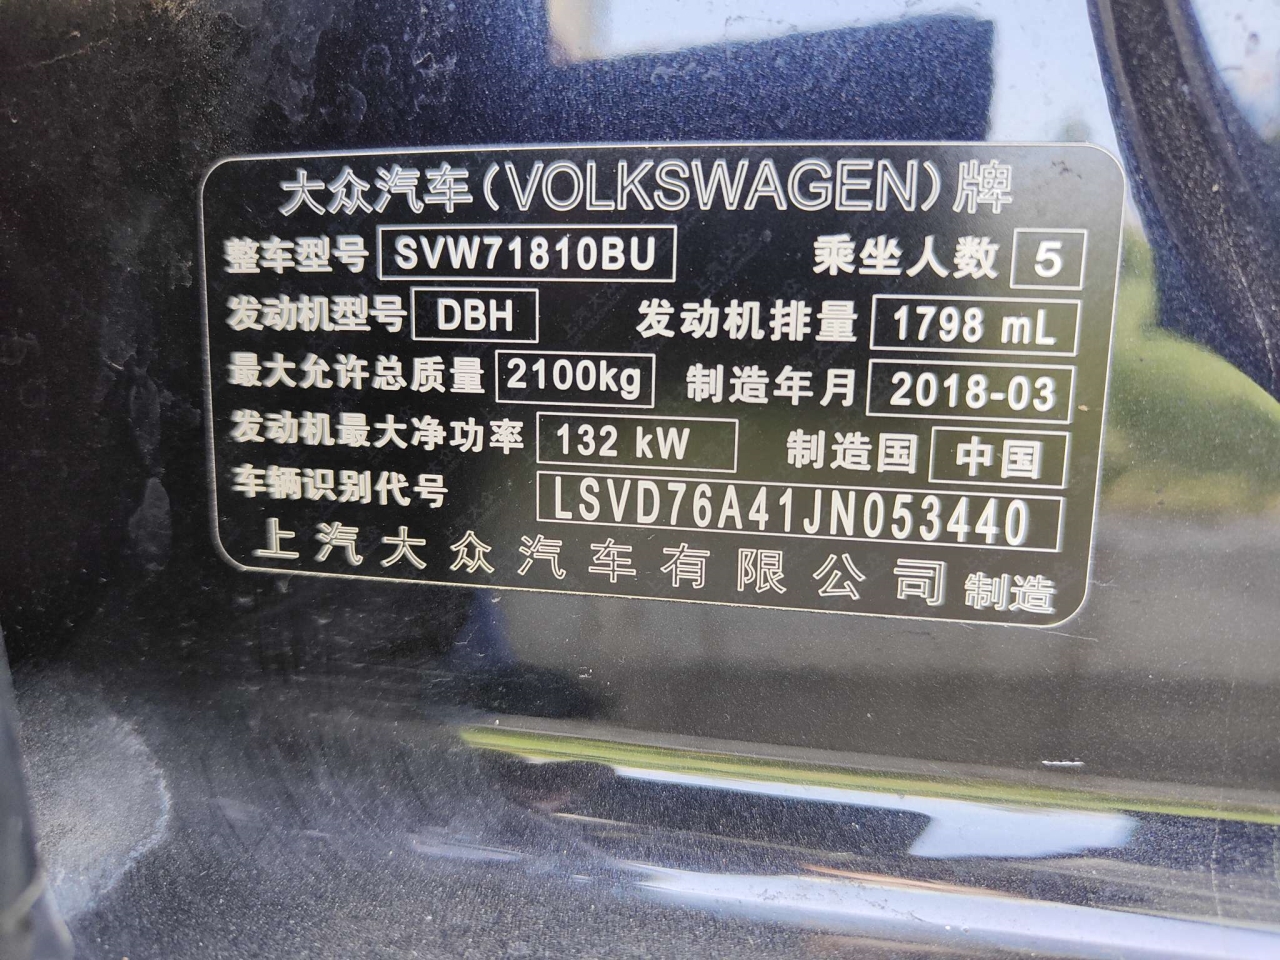 大众汽车(VOLKSWAGEN)牌
整车型号 SVW71810BU 乘坐人数 5
发动机型号 DBH 发动机排量 1798 mL
最大允许总质量 2100kg 制造年月 2018-03
发动机最大净功率 132 kW 制造国 中国
车辆识别代号 LSVD76A41JN053440
上汽大众汽车有限公司 制造